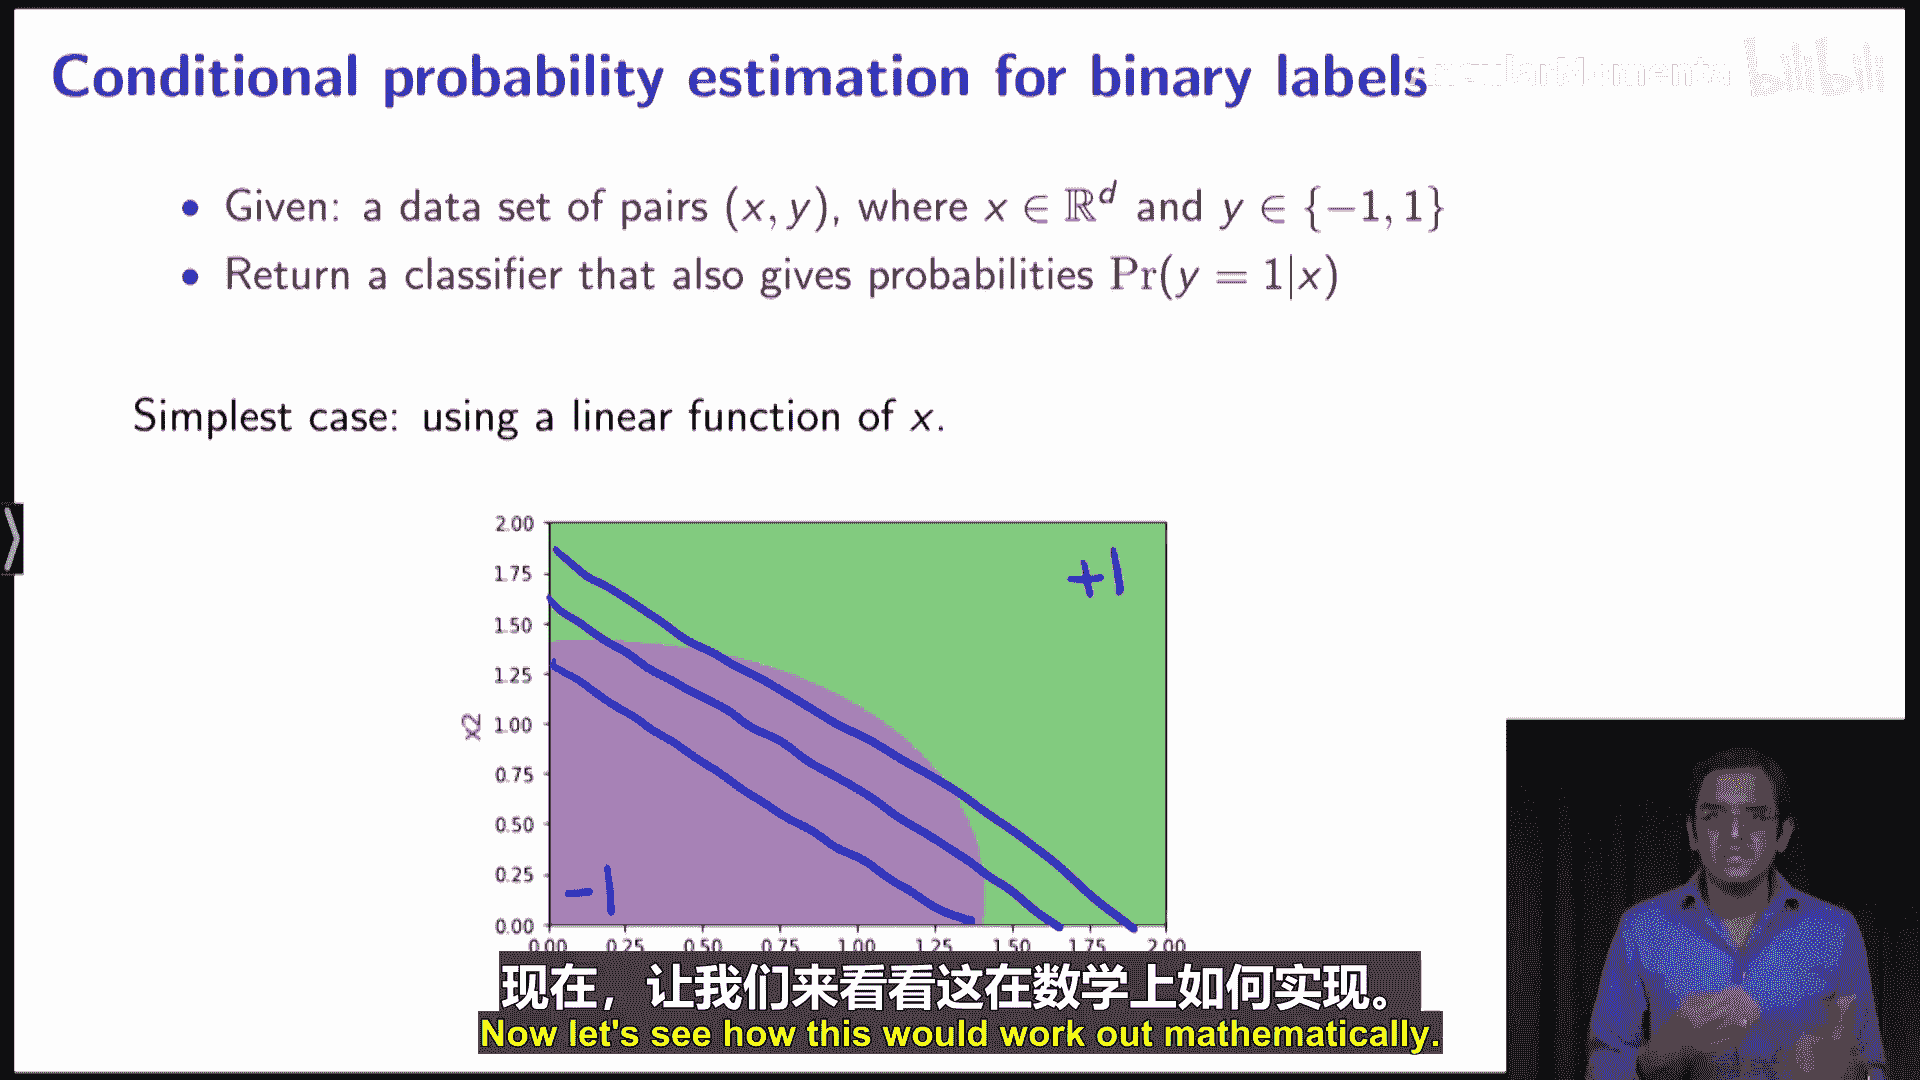 Conditional probability estimation for binary labels
bilibili
• Given: a data set of pairs (x, y), where x ∈ ℝᵈ and y ∈ {−1, 1}
• Return a classifier that also gives probabilities Pr(y = 1|x)
Simplest case: using a linear function of x.
2.00
+1
1.75
1.50
1.25
x2
1.00
0.75
0.50
0.25
-1
0.00
0.00 0.25 0.50 0.75 1.00 1.25 1.50 1.75 2.00
现在，让我们来看看这在数学上如何实现。
Now let's see how this would work out mathematically.